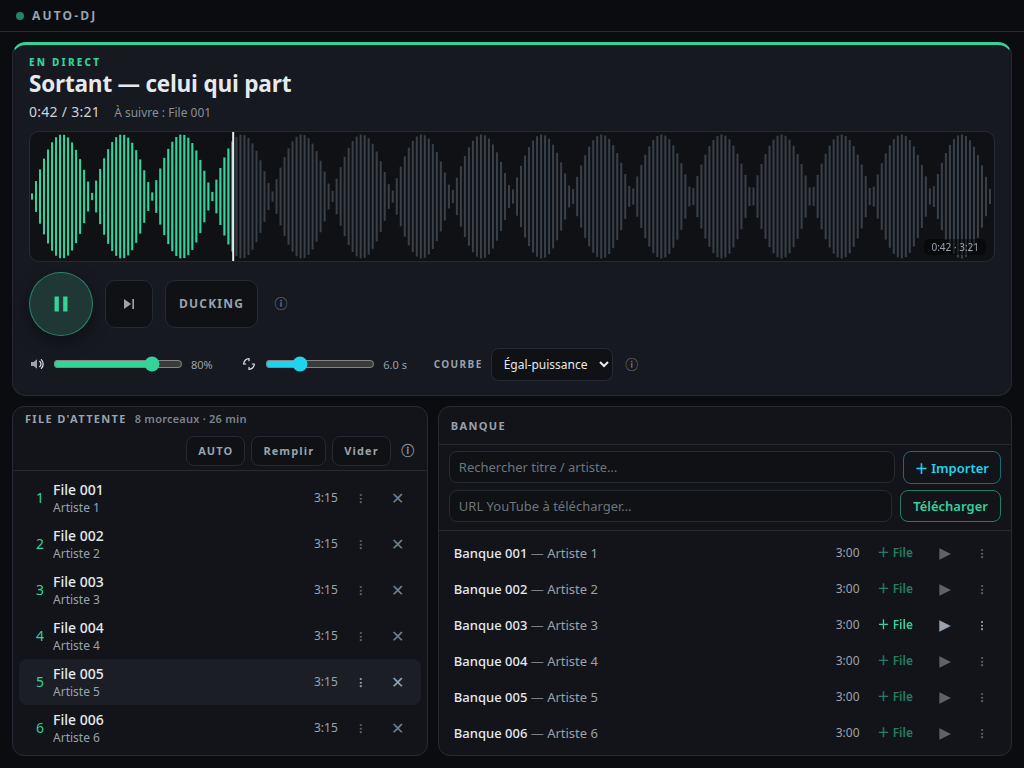 AUTO-DJ
EN DIRECT
Sortant — celui qui part
0:42 / 3:21 À suivre : File 001
0:42 · 3:21
DUCKING ⓘ
80% 6.0 s COURBE Égal-puissance ⓘ
FILE D'ATTENTE 8 morceaux · 26 min
AUTO Remplir Vider ⓘ
1 File 001 3:15
Artiste 1
2 File 002 3:15
Artiste 2
3 File 003 3:15
Artiste 3
4 File 004 3:15
Artiste 4
5 File 005 3:15
Artiste 5
6 File 006 3:15
Artiste 6
BANQUE
Rechercher titre / artiste... + Importer
URL YouTube à télécharger... Télécharger
Banque 001 — Artiste 1 3:00 + File
Banque 002 — Artiste 2 3:00 + File
Banque 003 — Artiste 3 3:00 + File
Banque 004 — Artiste 4 3:00 + File
Banque 005 — Artiste 5 3:00 + File
Banque 006 — Artiste 6 3:00 + File